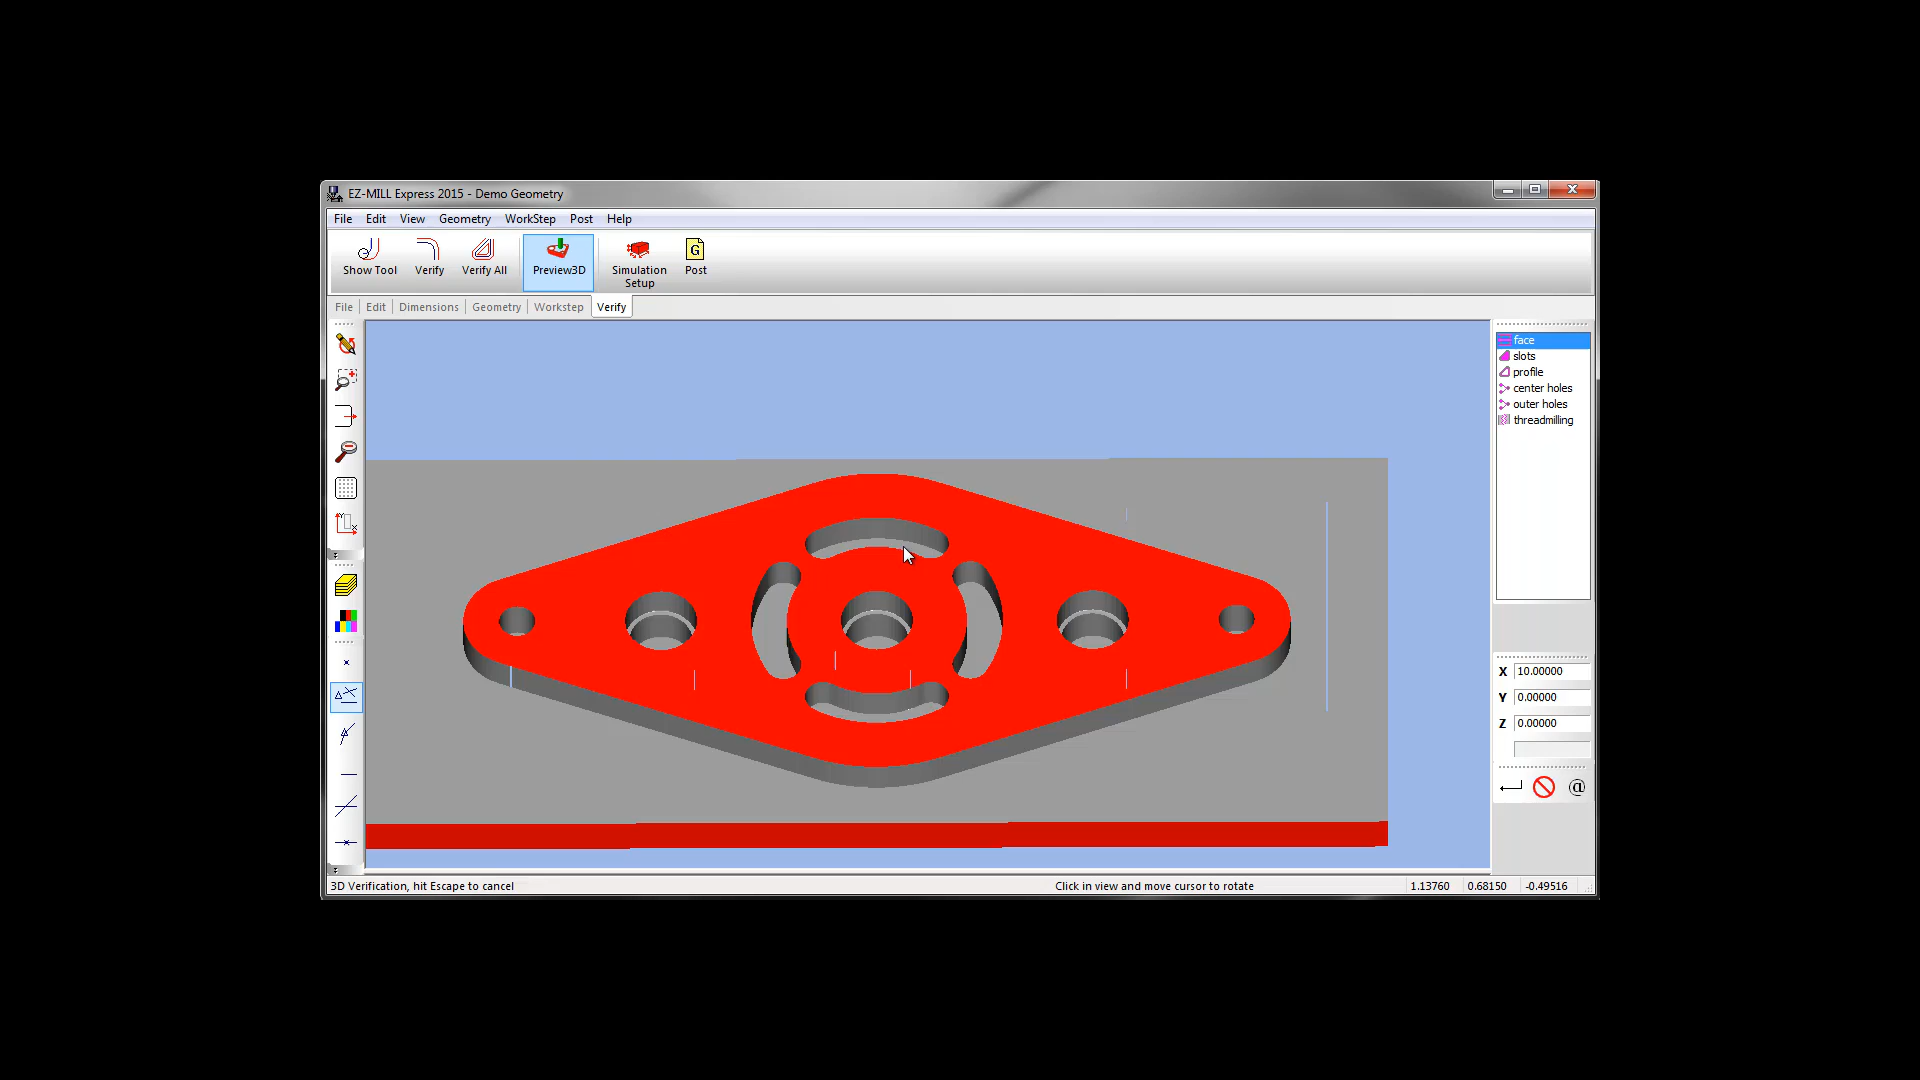 EZ-MILL Express 2015 - Demo Geometry
File Edit View Geometry WorkStep Post Help
Show Tool Verify Verify All Preview3D Simulation Setup G Post
File Edit Dimensions Geometry Workstep Verify
face
slots
profile
center holes
outer holes
threadmilling
X 10.00000
Y 0.00000
Z 0.00000
@
3D Verification, hit Escape to cancel Click in view and move cursor to rotate 1.13760 0.68150 -0.49516